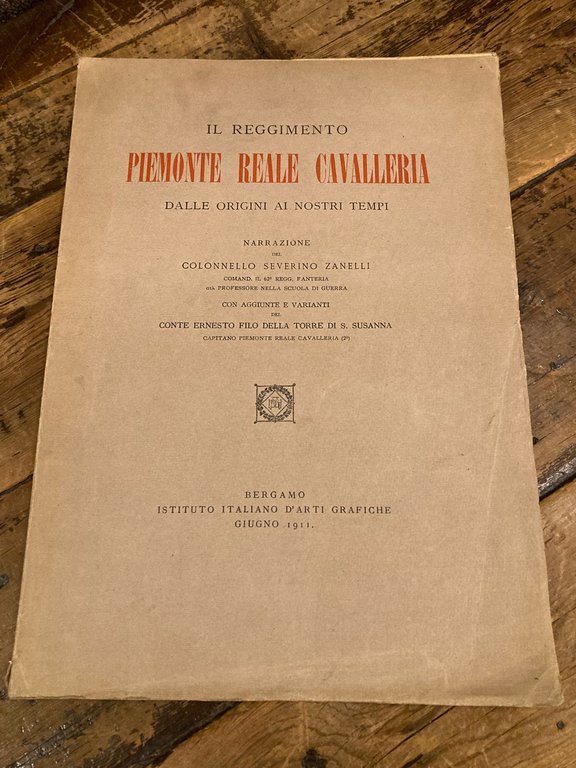 IL REGGIMENTO
PIEMONTE REALE CAVALLERIA
DALLE ORIGINI AI NOSTRI TEMPI
NARRAZIONE
DEL
COLONNELLO SEVERINO ZANELLI
COMAND. IL 62º REGG. FANTERIA
GIÀ PROFESSORE NELLA SCUOLA DI GUERRA
CON AGGIUNTE E VARIANTI
DEL
CONTE ERNESTO FILO DELLA TORRE DI S. SUSANNA
CAPITANO PIEMONTE REALE CAVALLERIA (2º)
BERGAMO
ISTITUTO ITALIANO D'ARTI GRAFICHE
GIUGNO 1911.